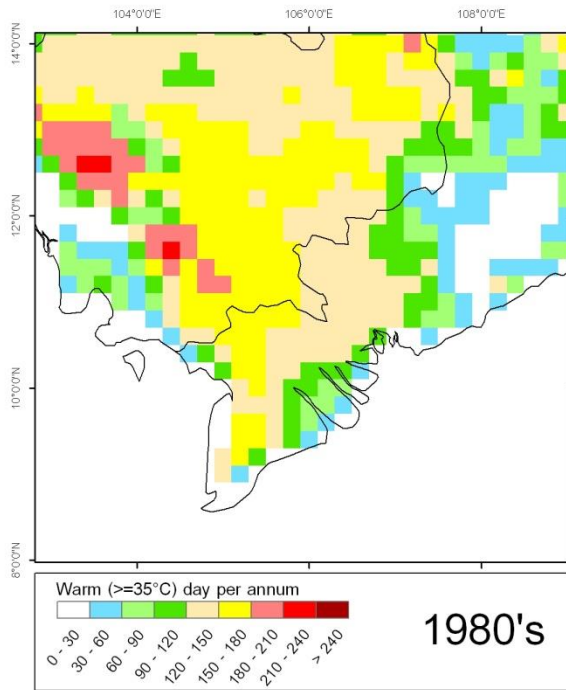 104°0'0"E 106°0'0"E 108°0'0"E
14°0'0"N
12°0'0"N
10°0'0"N
8°0'0"N
Warm (>=35°C) day per annum
0 - 30 30 - 60 60 - 90 90 - 120 120 - 150 150 - 180 180 - 210 210 - 240 > 240
1980's